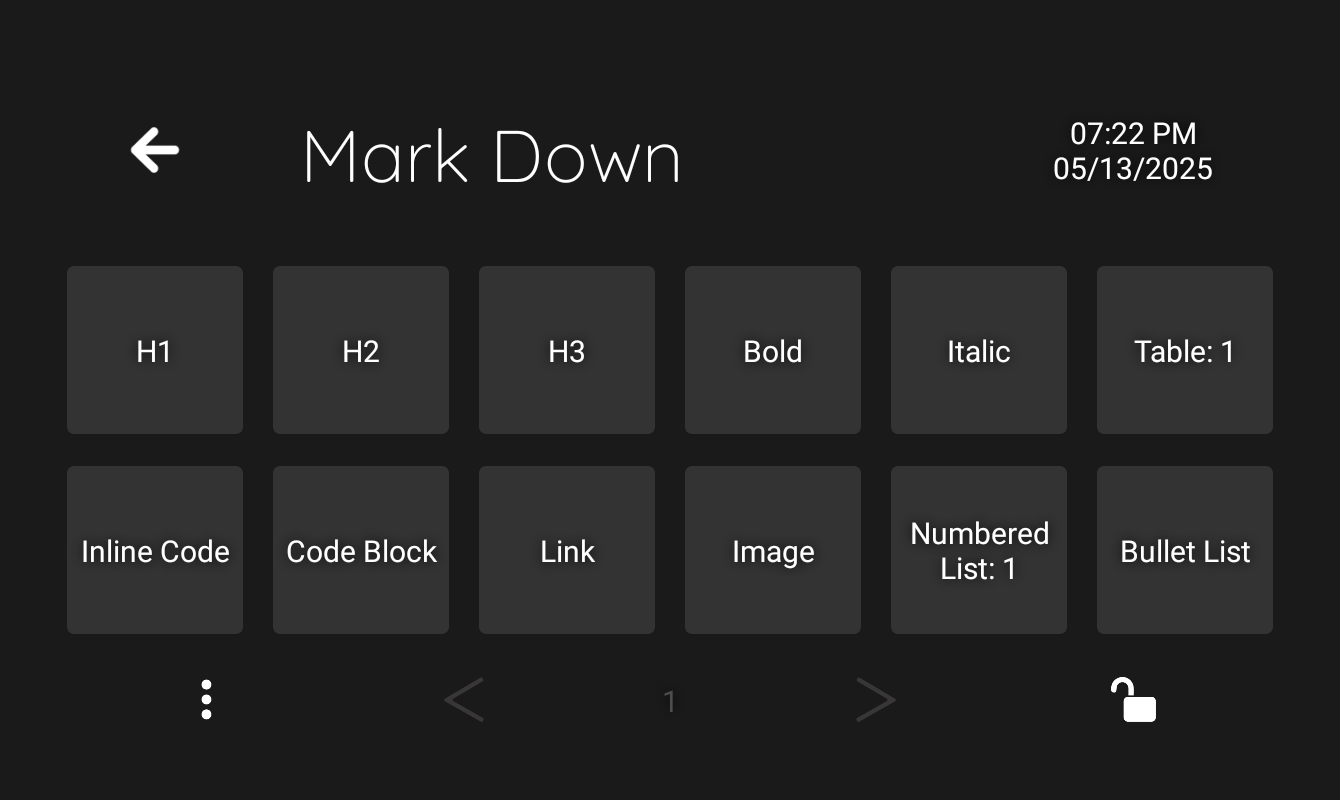 Mark Down
07:22 PM
05/13/2025
H1
H2
H3
Bold
Italic
Table: 1
Inline Code
Code Block
Link
Image
Numbered
List: 1
Bullet List
1